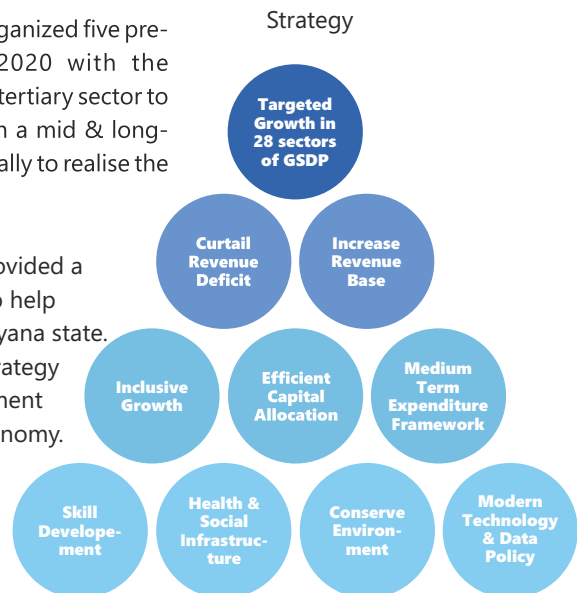 ganized five pre-
2020 with the
tertiary sector to
a mid & long-
ally to realise the
ovided a
help
yana state.
rategy
ment
onomy.
Strategy
Targeted
Growth in
28 sectors
of GSDP
Curtail
Revenue
Deficit
Increase
Revenue
Base
Inclusive
Growth
Efficient
Capital
Allocation
Medium
Term
Expenditure
Framework
Skill
Develope-
ment
Health &
Social
Infrastruc-
ture
Conserve
Environ-
ment
Modern
Technology
& Data
Policy